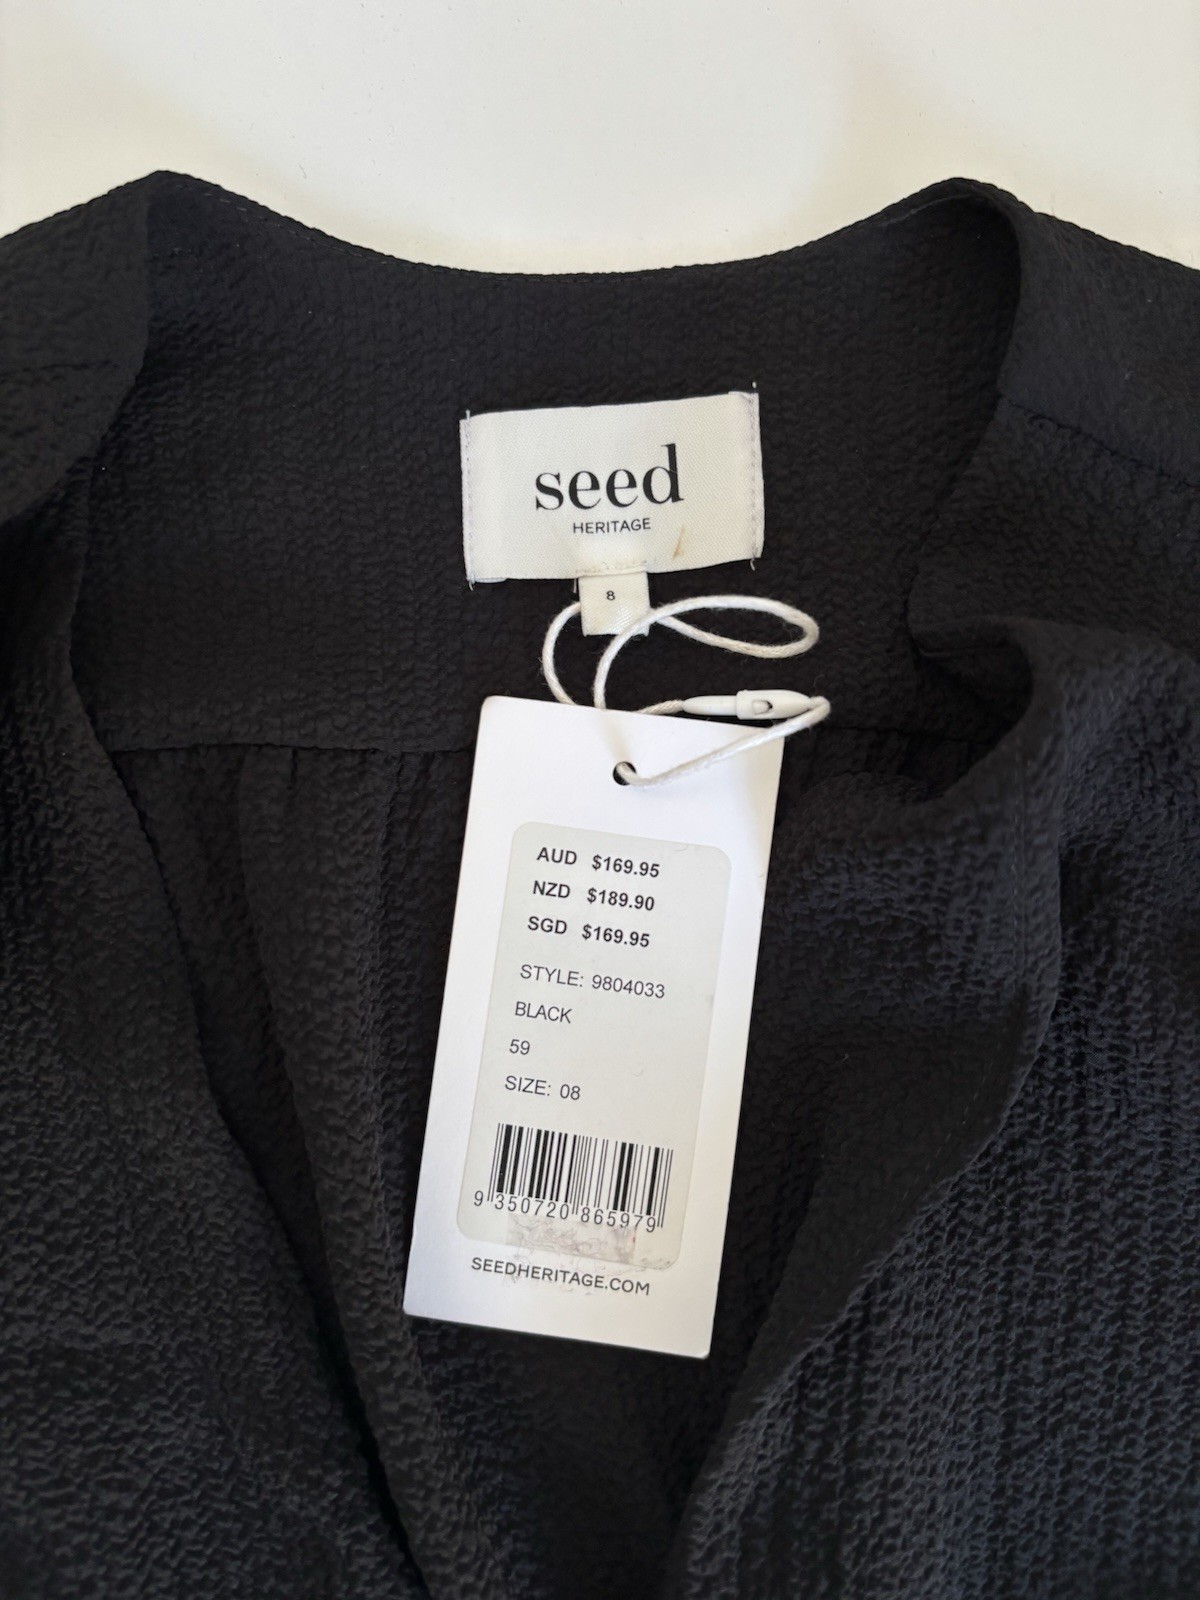 seed
HERITAGE
8
AUD $169.95
NZD $189.90
SGD $169.95
STYLE: 9804033
BLACK
59
SIZE: 08
9 350720 865979
SEEDHERITAGE.COM